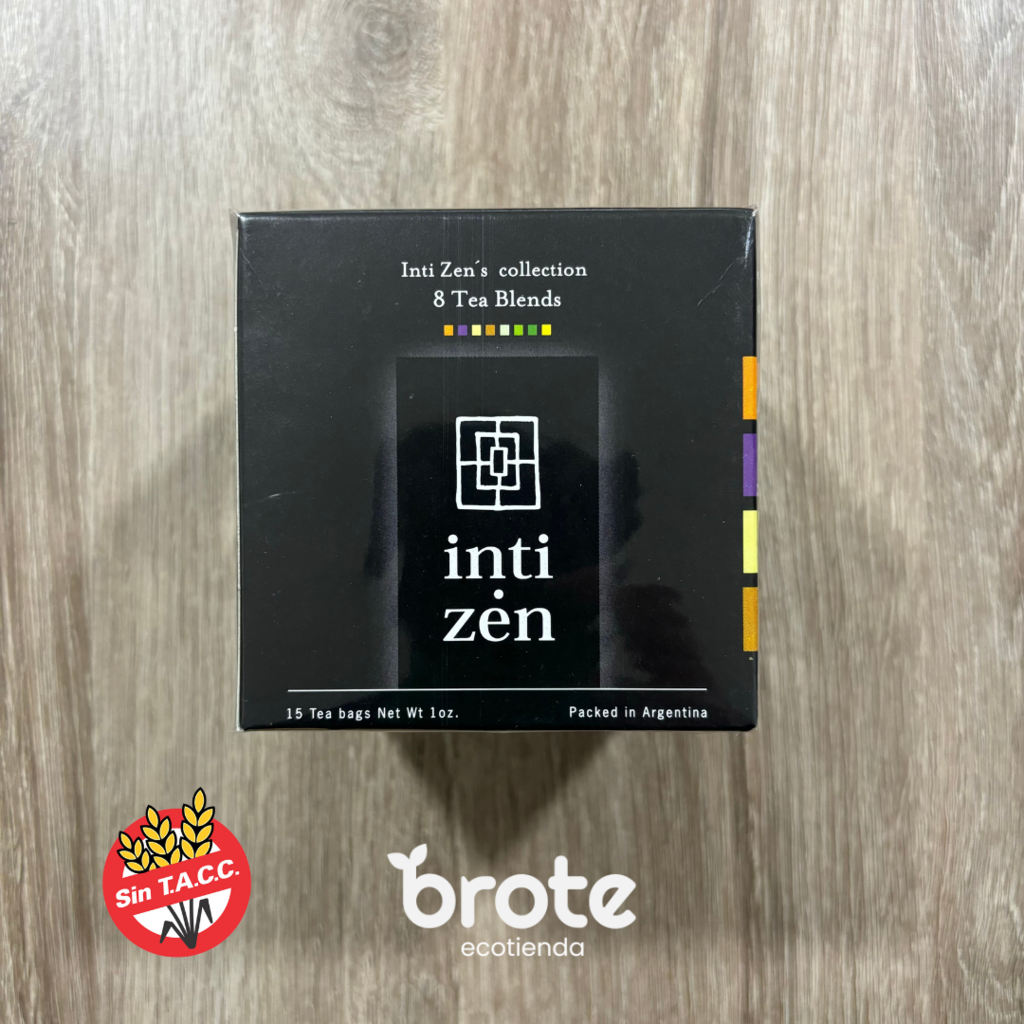 Inti Zen´s collection
8 Tea Blends
inti
zen
15 Tea bags Net Wt 1oz.
Packed in Argentina
Sin T.A.C.C.
brote
ecotienda